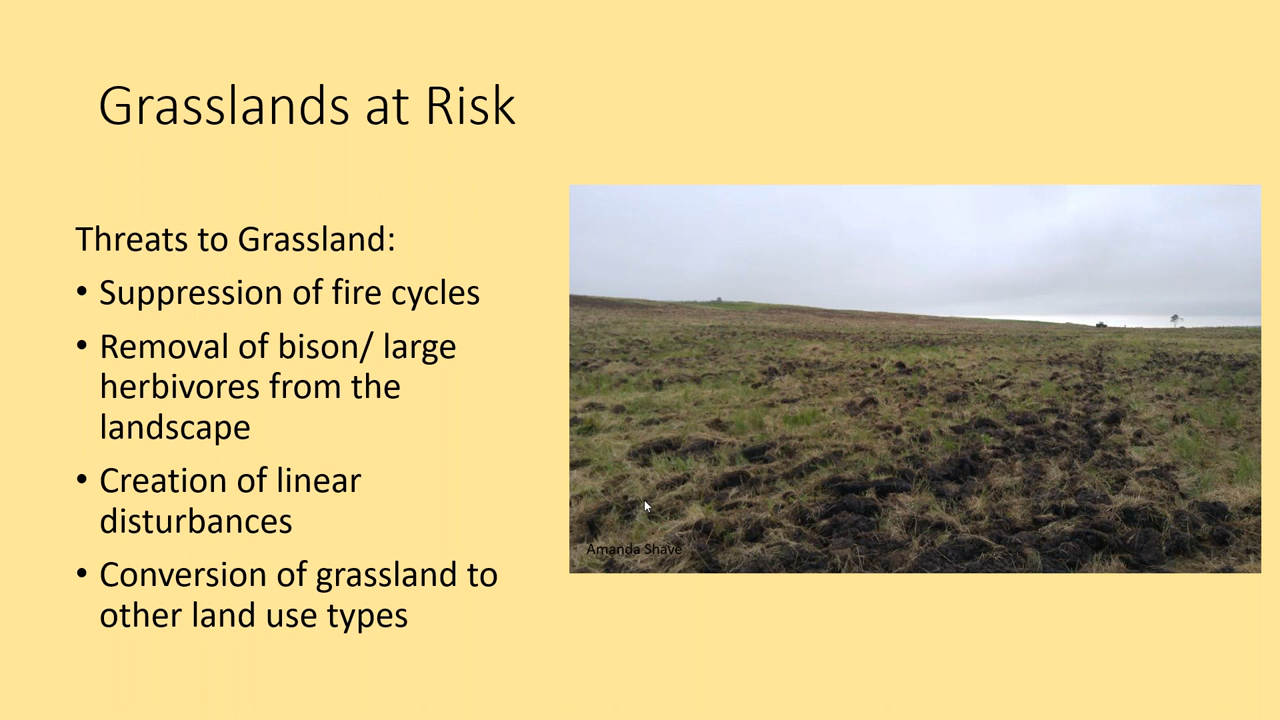 Grasslands at Risk
Threats to Grassland:
• Suppression of fire cycles
• Removal of bison/ large
herbivores from the
landscape
• Creation of linear
disturbances
• Conversion of grassland to
other land use types
Amanda Shave